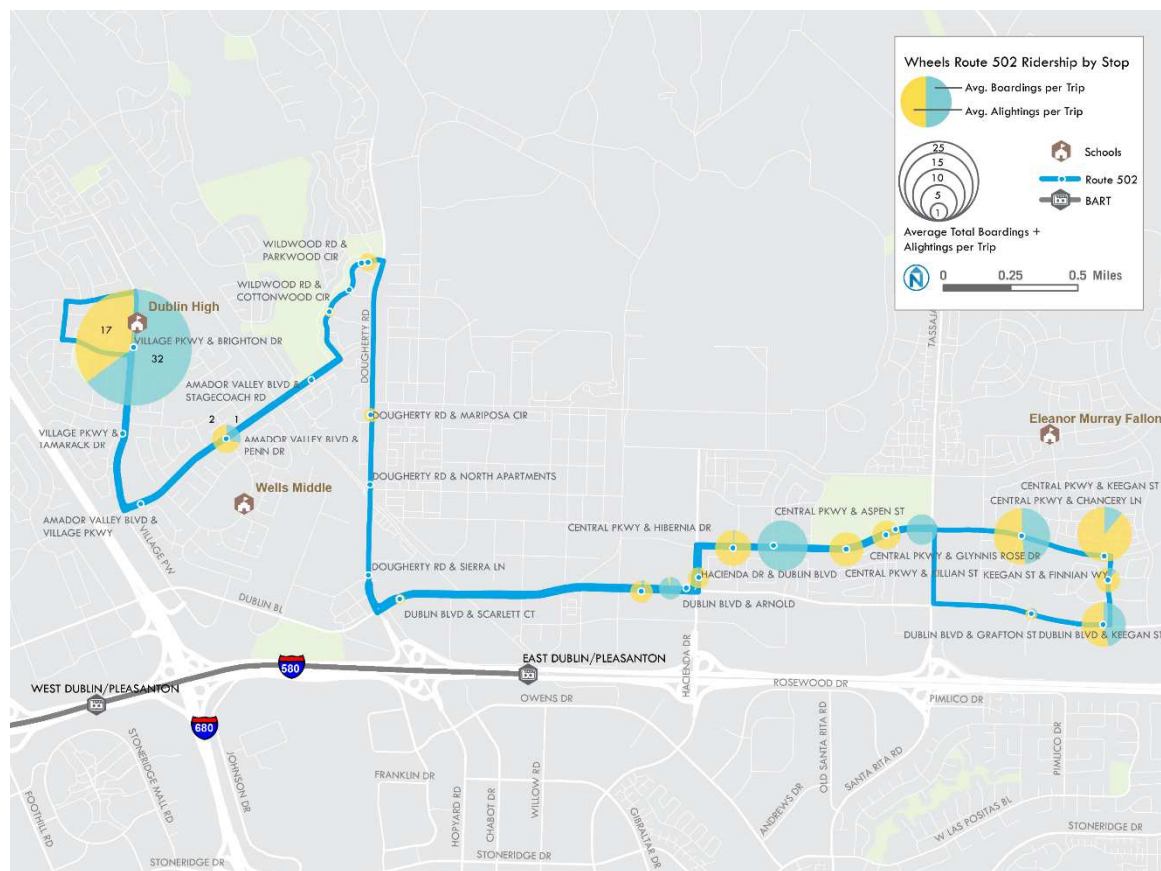 Wheels Route 502 Ridership by Stop
Avg. Boardings per Trip
Avg. Alightings per Trip
25
15
10
5
1
Schools
Route 502
BART
Average Total Boardings +
Alightings per Trip
N
0 0.25 0.5 Miles
WILDWOOD RD &
PARKWOOD CIR
WILDWOOD RD &
COTTONWOOD CIR
Dublin High
17
VILLAGE PKWY & BRIGHTON DR
32
DOUGHERTY RD
TASSAJA
AMADOR VALLEY BLVD &
STAGECOACH RD
2 1
DOUGHERTY RD & MARIPOSA CIR
Eleanor Murray Fallon
VILLAGE PKWY &
TAMARACK DR
AMADOR VALLEY BLVD &
PENN DR
DOUGHERTY RD & NORTH APARTMENTS
Wells Middle
CENTRAL PKWY & KEEGAN ST
CENTRAL PKWY & CHANCERY LN
AMADOR VALLEY BLVD &
VILLAGE PKWY
VILLAGE PW
CENTRAL PKWY & ASPEN ST
CENTRAL PKWY & HIBERNIA DR
CENTRAL PKWY & GLYNNIS ROSE DR
DOUGHERTY RD & SIERRA LN
HACIENDA DR & DUBLIN BLVD
CENTRAL PKWY & KILLIAN ST
KEEGAN ST & FINNIAN WY
DUBLIN BL
DUBLIN BLVD & SCARLETT CT
DUBLIN BLVD & ARNOLD
DUBLIN BLVD & GRAFTON ST
DUBLIN BLVD & KEEGAN ST
HACIENDA DR
EAST DUBLIN/PLEASANTON
580
WEST DUBLIN/PLEASANTON
ROSEWOOD DR
OWENS DR
PIMLICO DR
680
STONERIDGE MALL RD
JOHNSON DR
FRANKLIN DR
HOPYARD RD
CHABOT DR
WILLOW RD
GIBRALTAR DR
ANDREWS DR
OLD SANTA RITA RD
SANTA RITA RD
PIMLICO DR
W LAS POSITAS BL
FOOTHILL RD
STONERIDGE DR
STONERIDGE DR
STONERIDGE DR